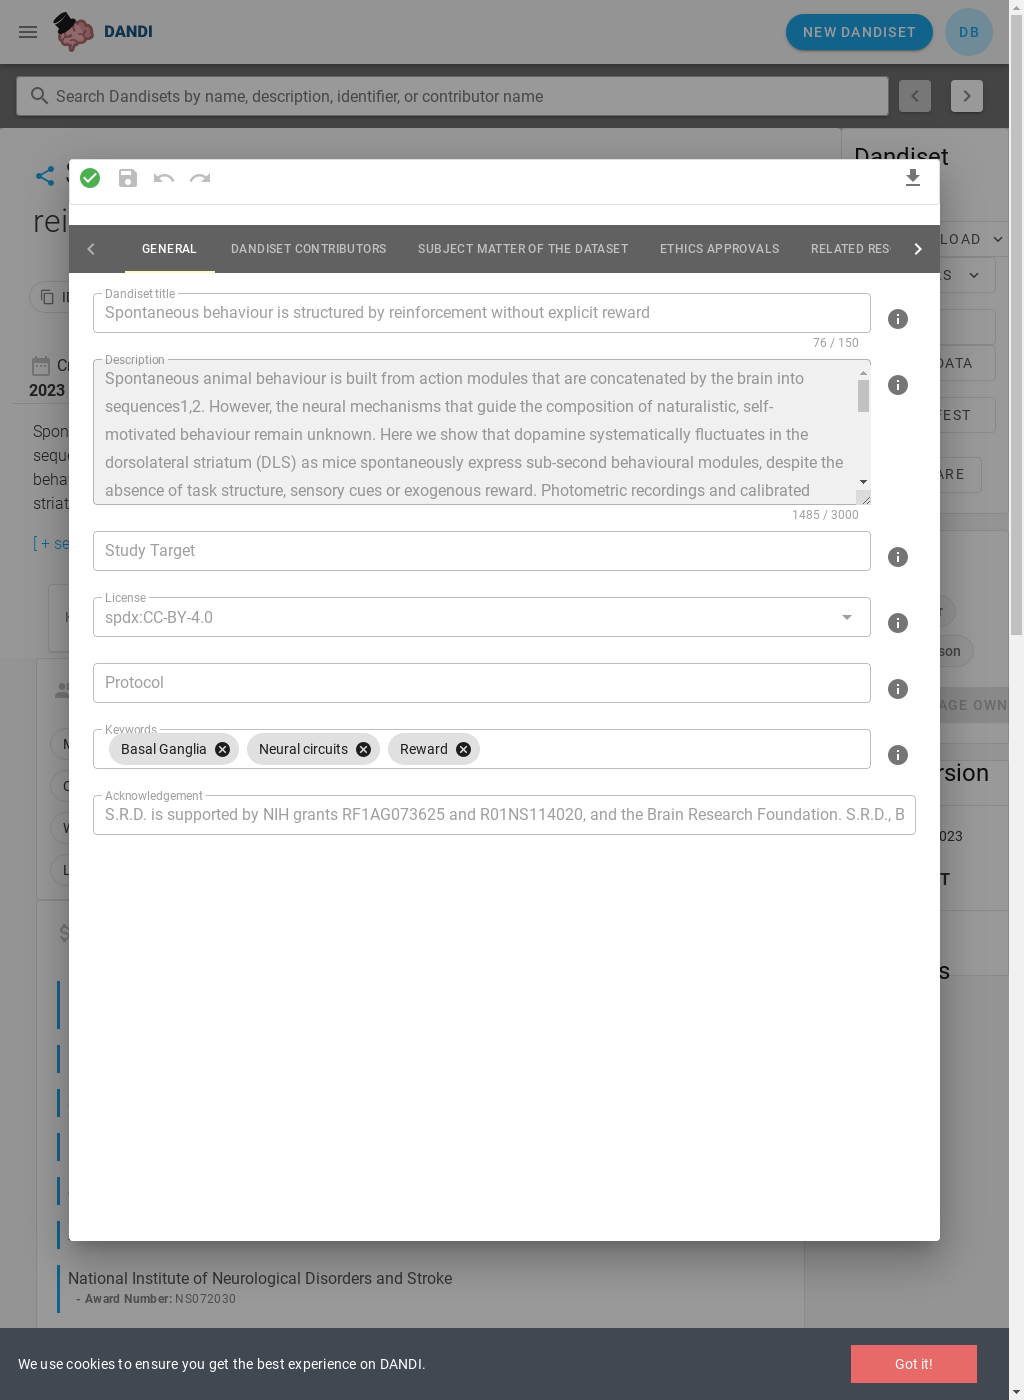 DANDI
NEW DANDISET
DB
Search Dandisets by name, description, identifier, or contributor name
Dandiset
GENERAL
DANDISET CONTRIBUTORS
SUBJECT MATTER OF THE DATASET
ETHICS APPROVALS
RELATED RES
Dandiset title
Spontaneous behaviour is structured by reinforcement without explicit reward
76 / 150
Description
Spontaneous animal behaviour is built from action modules that are concatenated by the brain into
sequences1,2. However, the neural mechanisms that guide the composition of naturalistic, self-
motivated behaviour remain unknown. Here we show that dopamine systematically fluctuates in the
dorsolateral striatum (DLS) as mice spontaneously express sub-second behavioural modules, despite the
absence of task structure, sensory cues or exogenous reward. Photometric recordings and calibrated
1485 / 3000
Study Target
License
spdx:CC-BY-4.0
Protocol
Keywords
Basal Ganglia
Neural circuits
Reward
Acknowledgement
S.R.D. is supported by NIH grants RF1AG073625 and R01NS114020, and the Brain Research Foundation. S.R.D., B
rei
2023
Spon
sequ
beha
striat
[ + se
LOAD
DATA
EST
ARE
son
AGE OWN
rsion
2023
National Institute of Neurological Disorders and Stroke
- Award Number: NS072030
We use cookies to ensure you get the best experience on DANDI.
Got it!